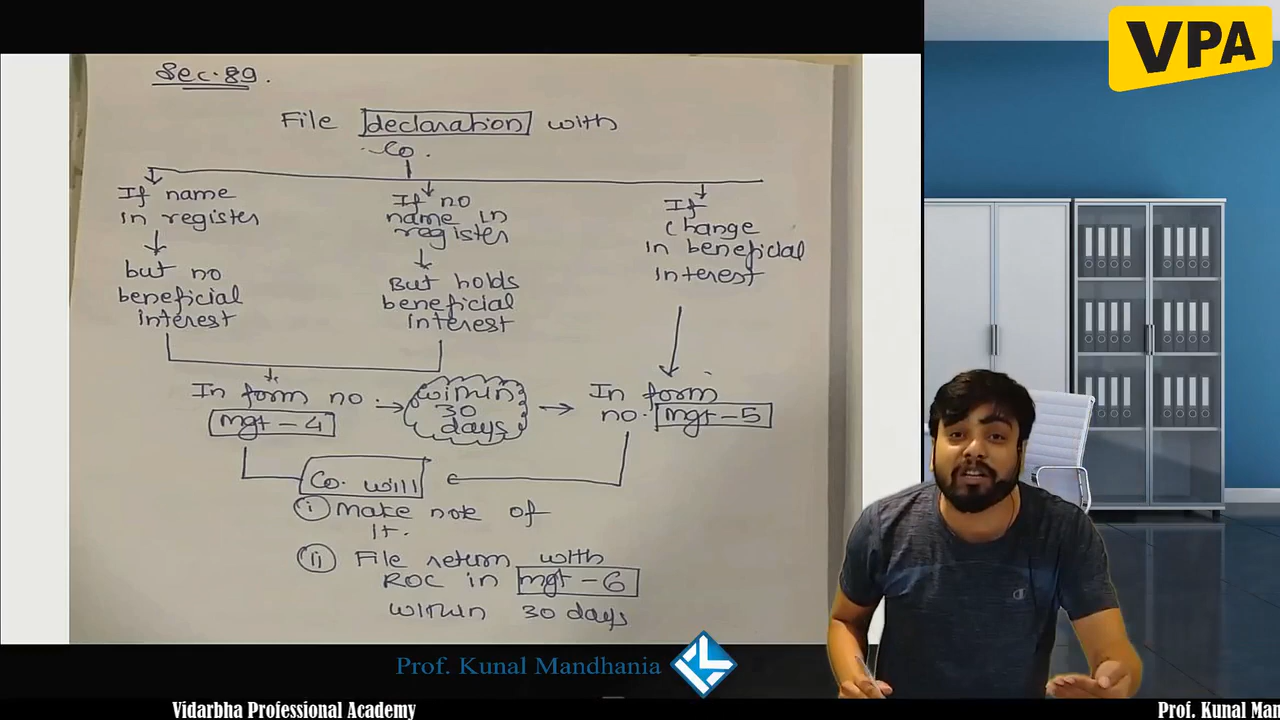 VPA
Sec. 89.
File declaration with
Co.
If name
in register
but no
beneficial
interest
If no
name in
register
But holds
beneficial
interest
If
change
in beneficial
interest
In form no.
mgt-4
within
30
days
In form
no. mgt-5
Co. will
i make note of
it.
ii File return with
ROC in mgt-6
within 30 days
Prof. Kunal Mandhania
Vidarbha Professional Academy
Prof. Kunal Man